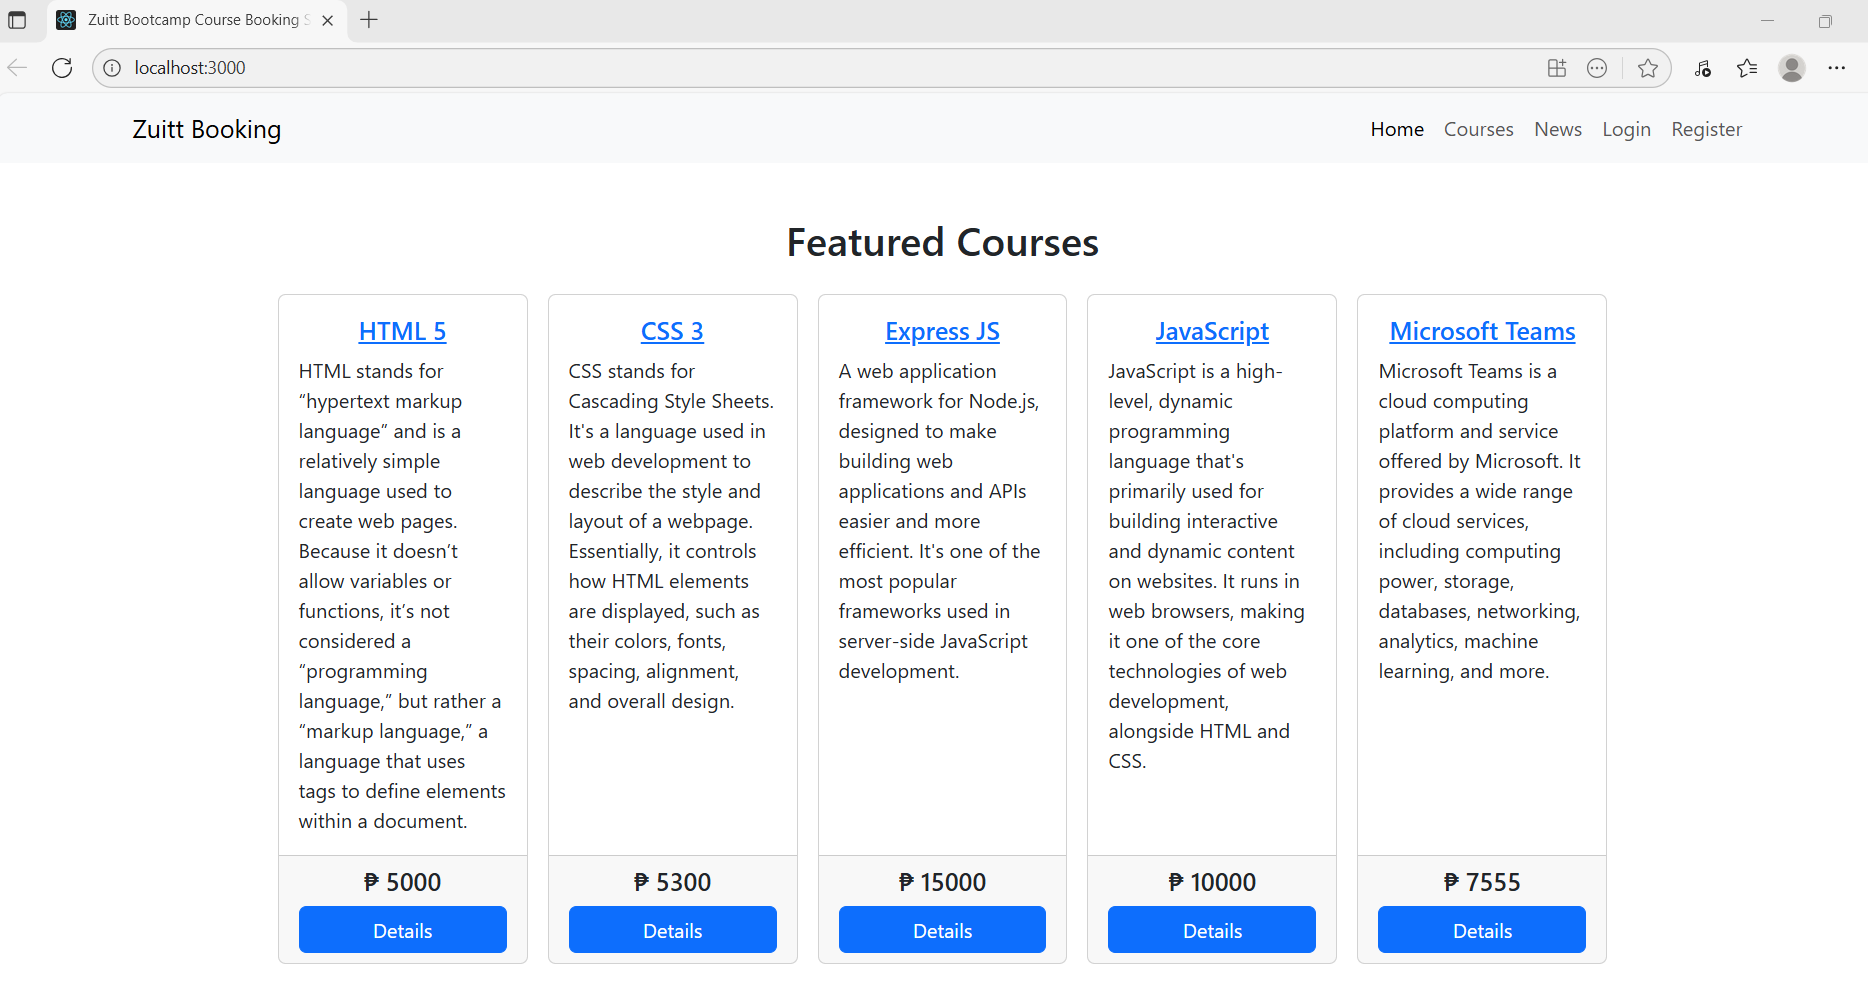 Zuitt Bootcamp Course Booking
localhost:3000
Zuitt Booking
Home Courses News Login Register
Featured Courses
HTML 5
HTML stands for
“hypertext markup
language” and is a
relatively simple
language used to
create web pages.
Because it doesn’t
allow variables or
functions, it’s not
considered a
“programming
language,” but rather a
“markup language,” a
language that uses
tags to define elements
within a document.
₱ 5000
Details
CSS 3
CSS stands for
Cascading Style Sheets.
It's a language used in
web development to
describe the style and
layout of a webpage.
Essentially, it controls
how HTML elements
are displayed, such as
their colors, fonts,
spacing, alignment,
and overall design.
₱ 5300
Details
Express JS
A web application
framework for Node.js,
designed to make
building web
applications and APIs
easier and more
efficient. It's one of the
most popular
frameworks used in
server-side JavaScript
development.
₱ 15000
Details
JavaScript
JavaScript is a high-
level, dynamic
programming
language that's
primarily used for
building interactive
and dynamic content
on websites. It runs in
web browsers, making
it one of the core
technologies of web
development,
alongside HTML and
CSS.
₱ 10000
Details
Microsoft Teams
Microsoft Teams is a
cloud computing
platform and service
offered by Microsoft. It
provides a wide range
of cloud services,
including computing
power, storage,
databases, networking,
analytics, machine
learning, and more.
₱ 7555
Details